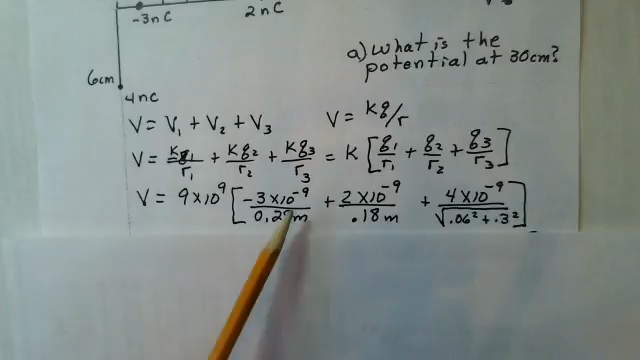 -3nC 2nC
a) What is the
potential at 30cm?
6cm
4nC
V = V₁ + V₂ + V₃ V = Kq/r
V = Kq₁/r₁ + Kq₂/r₂ + Kq₃/r₃ = K [q₁/r₁ + q₂/r₂ + q₃/r₃]
V = 9×10⁹ [-3×10⁻⁹/0.28m + 2×10⁻⁹/.18m + 4×10⁻⁹/√.06²+.3²]